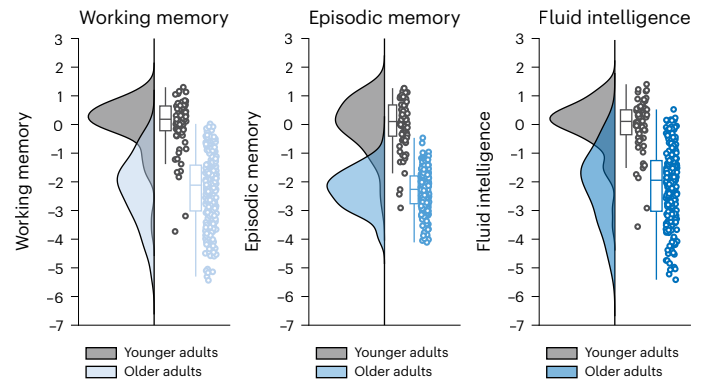 Working memory
Working memory
3
2
1
0
–1
–2
–3
–4
–5
–6
–7
Younger adults
Older adults
Episodic memory
Episodic memory
3
2
1
0
–1
–2
–3
–4
–5
–6
–7
Younger adults
Older adults
Fluid intelligence
Fluid intelligence
3
2
1
0
–1
–2
–3
–4
–5
–6
–7
Younger adults
Older adults